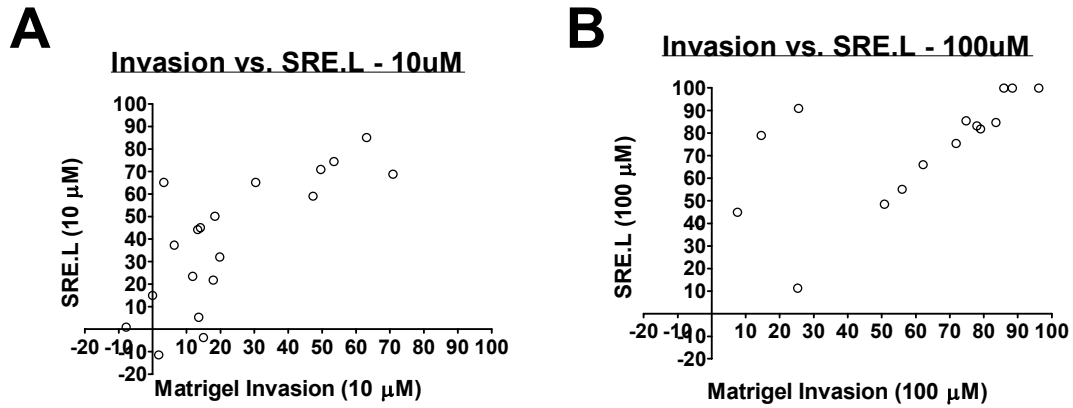 A
Invasion vs. SRE.L - 10uM
100
90
80
70
60
50
40
30
20
10
-10
-20
-20 -10 10 20 30 40 50 60 70 80 90 100
SRE.L (10 μM)
Matrigel Invasion (10 μM)
B
Invasion vs. SRE.L - 100uM
100
90
80
70
60
50
40
30
20
10
-10
-20
-20 -10 10 20 30 40 50 60 70 80 90 100
SRE.L (100 μM)
Matrigel Invasion (100 μM)